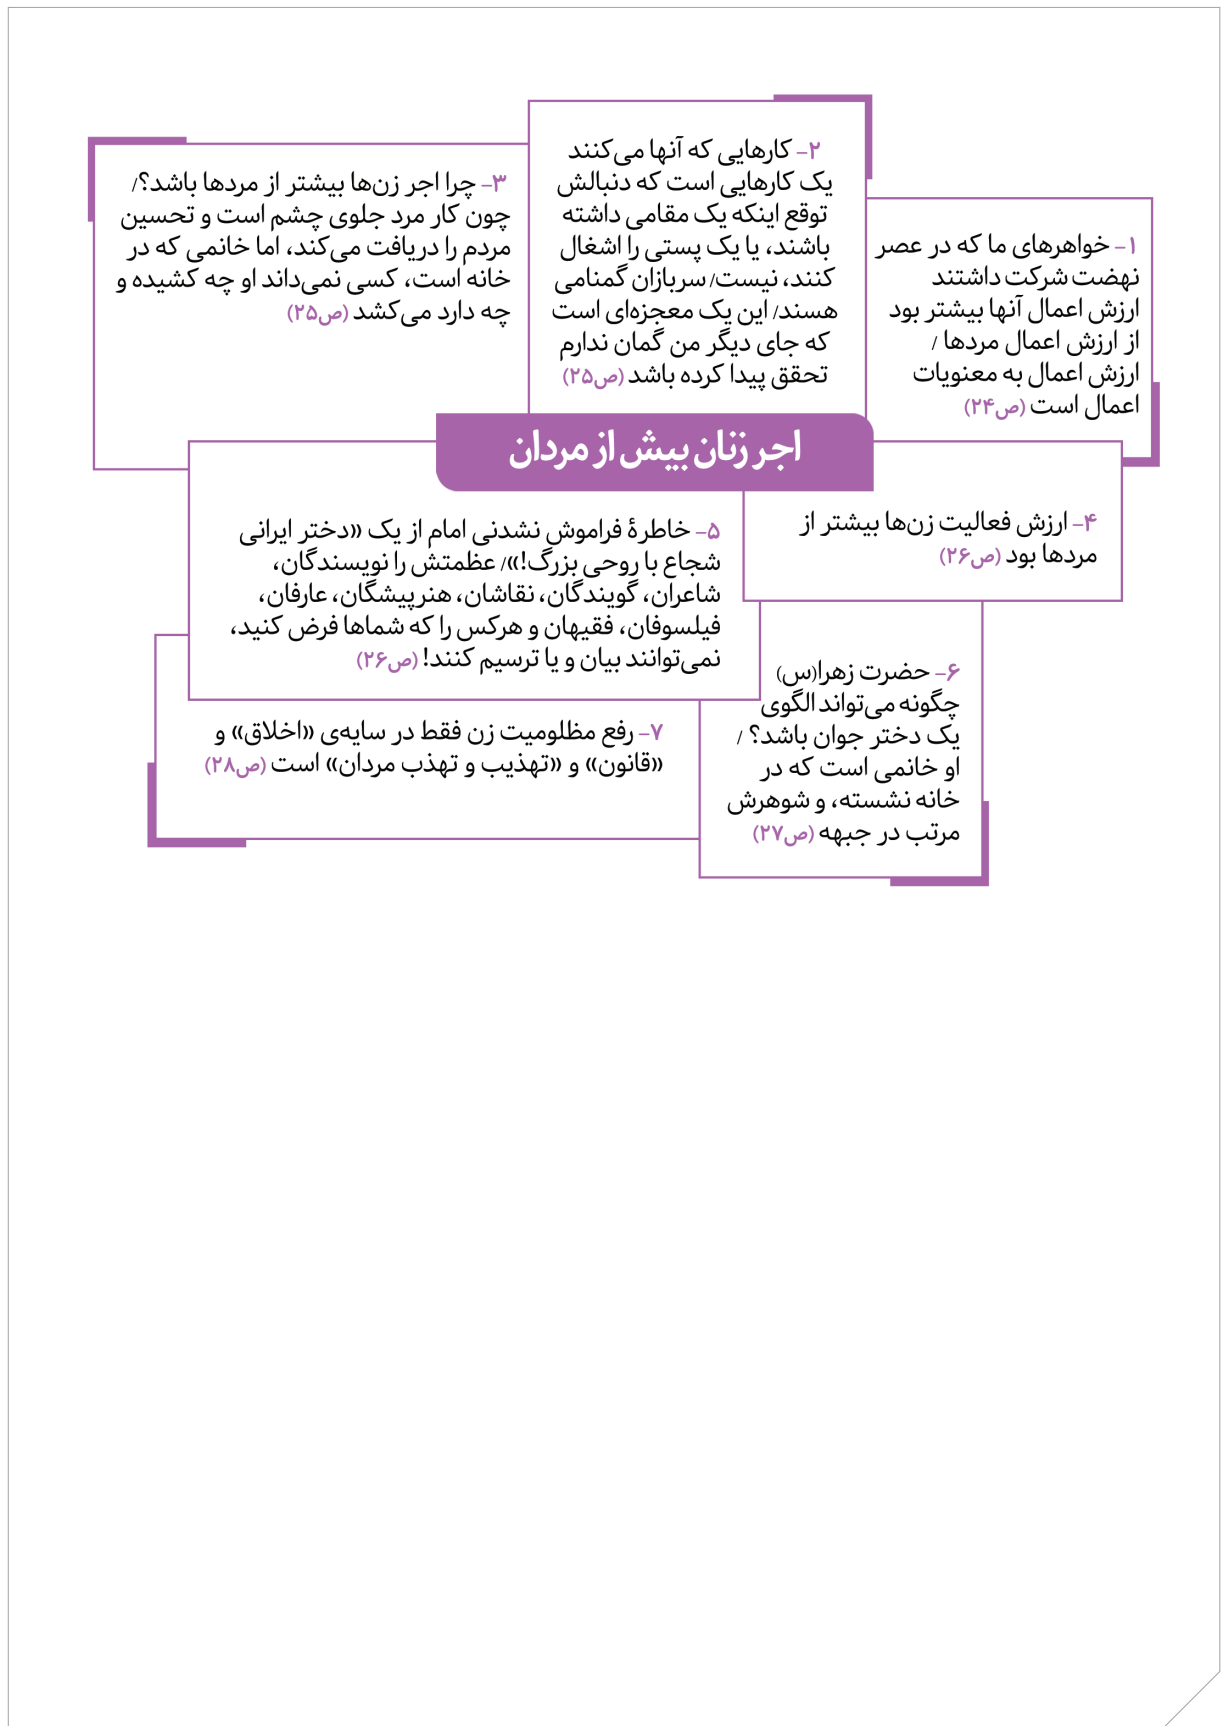 اجر زنان بیش از مردان
۱- خواهرهای ما که در عصر
نهضت شرکت داشتند
ارزش اعمال آنها بیشتر بود
از ارزش اعمال مردها /
ارزش اعمال به معنویات
اعمال است (ص۲۴)
۲- کارهایی که آنها می‌کنند
یک کارهایی است که دنبالش
توقع اینکه یک مقامی داشته
باشند، یا یک پستی را اشغال
کنند، نیست/ سربازان گمنامی
هسند/ این یک معجزه‌ای است
که جای دیگر من گمان ندارم
تحقق پیدا کرده باشد (ص۲۵)
۳- چرا اجر زن‌ها بیشتر از مردها باشد؟/
چون کار مرد جلوی چشم است و تحسین
مردم را دریافت می‌کند، اما خانمی که در
خانه است، کسی نمی‌داند او چه کشیده و
چه دارد می‌کشد (ص۲۵)
۴- ارزش فعالیت زن‌ها بیشتر از
مردها بود (ص۲۶)
۵- خاطرهٔ فراموش نشدنی امام از یک «دختر ایرانی
شجاع با روحی بزرگ!»/ عظمتش را نویسندگان،
شاعران، گویندگان، نقاشان، هنرپیشگان، عارفان،
فیلسوفان، فقیهان و هرکس را که شماها فرض کنید،
نمی‌توانند بیان و یا ترسیم کنند! (ص۲۶)
۶- حضرت زهرا(س)
چگونه می‌تواند الگوی
یک دختر جوان باشد؟ /
او خانمی است که در
خانه نشسته، و شوهرش
مرتب در جبهه (ص۲۷)
۷- رفع مظلومیت زن فقط در سایه‌ی «اخلاق» و
«قانون» و «تهذیب و تهذب مردان» است (ص۲۸)